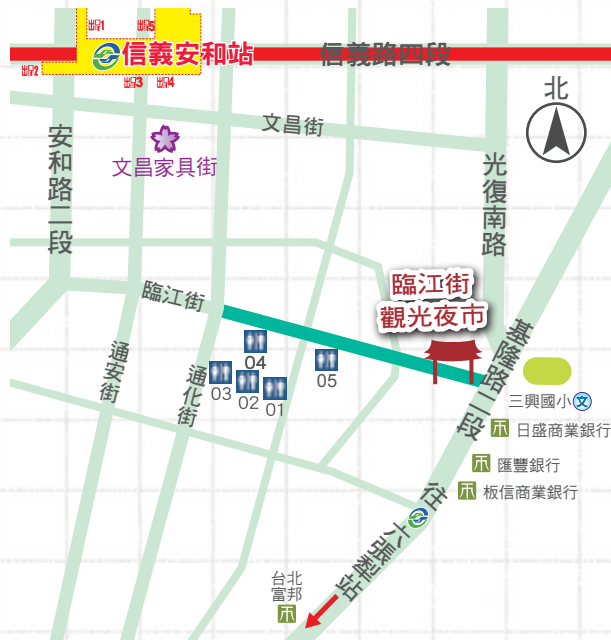 出口1
出口5
信義安和站
信義路四段
出口2
出口3
出口4
北
文昌街
安和路二段
文昌家具街
光復南路
臨江街
臨江街
觀光夜市
基隆路二段
通安街
通化街
04
03
02
01
05
三興國小
文
日盛商業銀行
匯豐銀行
板信商業銀行
往
六張犁站
台北
富邦